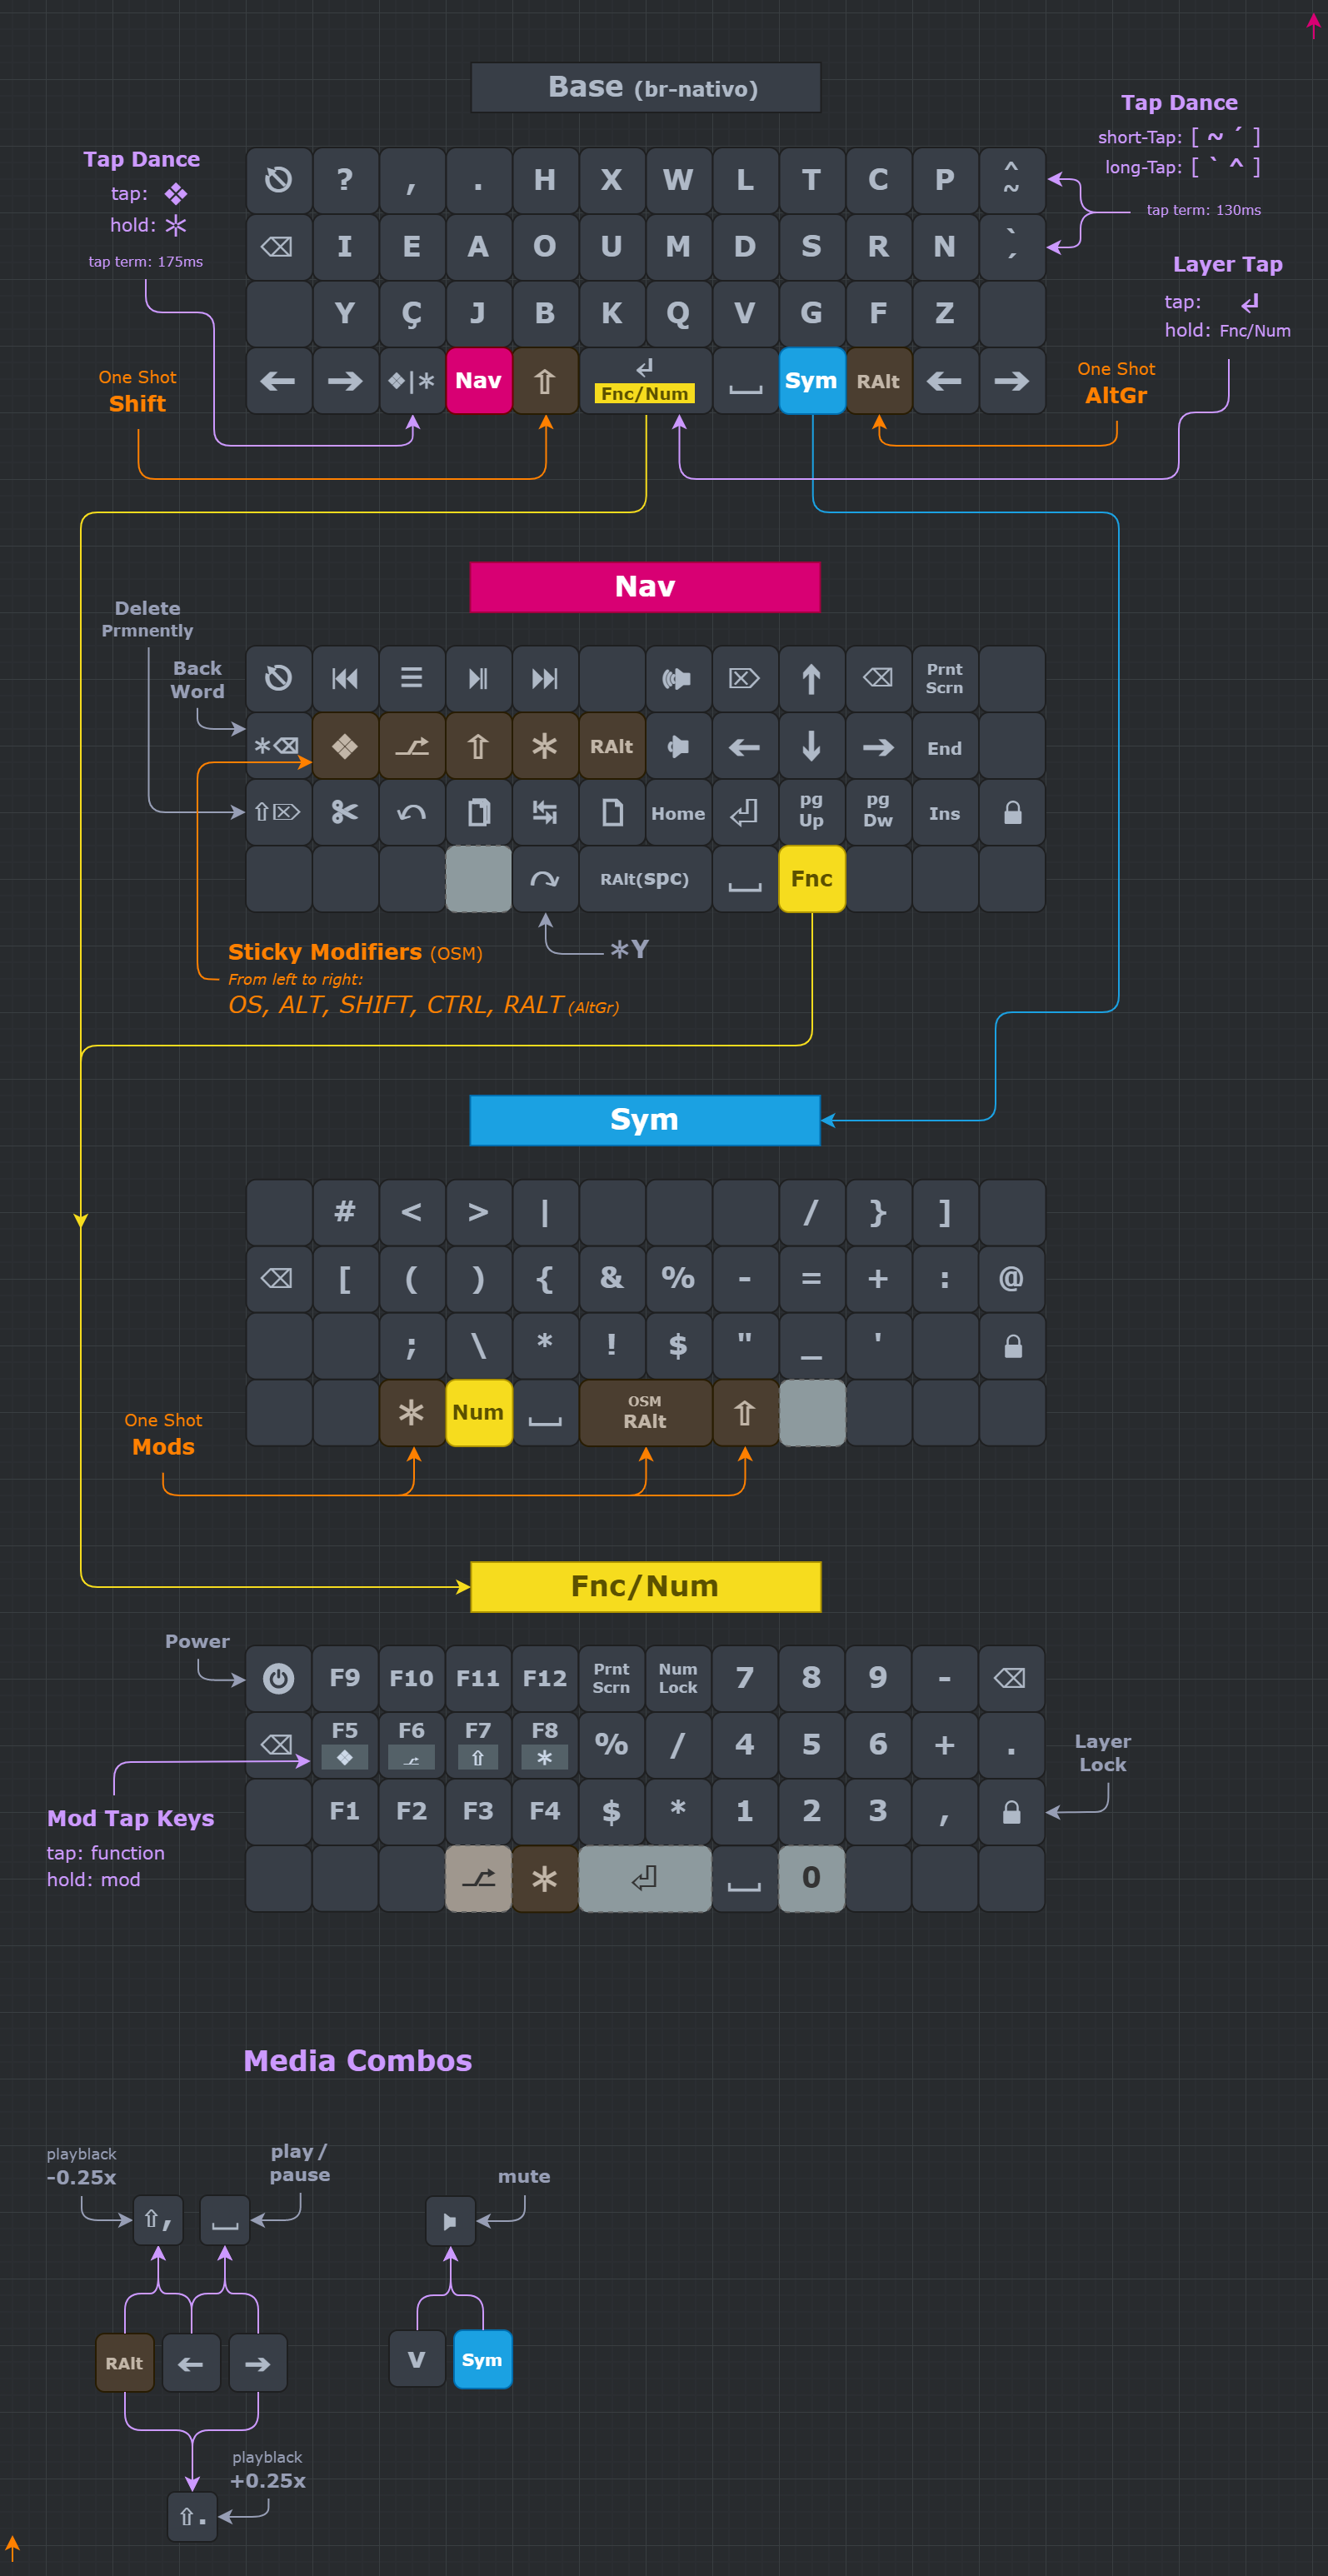 Base (br-nativo)
Tap Dance
short-Tap: [ ~ ´ ]
long-Tap: [ ` ^ ]
tap term: 130ms
Tap Dance
tap: ❖
hold: ✱
tap term: 175ms
Layer Tap
tap: ↲
hold: Fnc/Num
? , . H X W L T C P ^ ~
⌫ I E A O U M D S R N ` ´
Y Ç J B K Q V G F Z
← → ❖|✱ Nav ⇧ ↲ Fnc/Num ⎵ Sym RAlt ← →
One Shot
Shift
One Shot
AltGr
Nav
Delete
Prmnently
Back
Word
⌦ ↑ ⌫ Prnt Scrn
✱⌫ ❖ ⇧ ✱ RAlt ← ↓ → End
⇧⌦ Home pg Up pg Dw Ins
RAlt(spc) ⎵ Fnc
✱Y
Sticky Modifiers (OSM)
From left to right:
OS, ALT, SHIFT, CTRL, RALT (AltGr)
Sym
# < > | / } ]
⌫ [ ( ) { & % - = + : @
; \ * ! $ " _ '
✱ Num ⎵ OSM RAlt ⇧
One Shot
Mods
Fnc/Num
Power
F9 F10 F11 F12 Prnt Scrn Num Lock 7 8 9 - ⌫
⌫ F5 ❖ F6 F7 ⇧ F8 ✱ % / 4 5 6 + .
F1 F2 F3 F4 $ * 1 2 3 ,
✱ ⎵ 0
Layer
Lock
Mod Tap Keys
tap: function
hold: mod
Media Combos
playblack
-0.25x
play /
pause
mute
⇧, ⎵
RAlt ← →
v Sym
playblack
+0.25x
⇧.